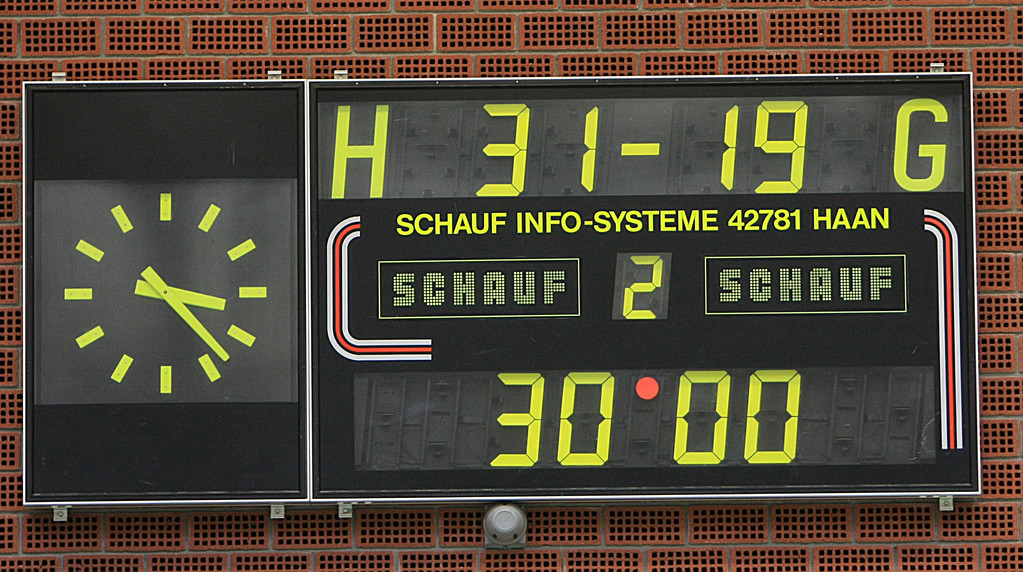 H 31-19 G
SCHAUF INFO-SYSTEME 42781 HAAN
SCHAUF 2 SCHAUF
30 00